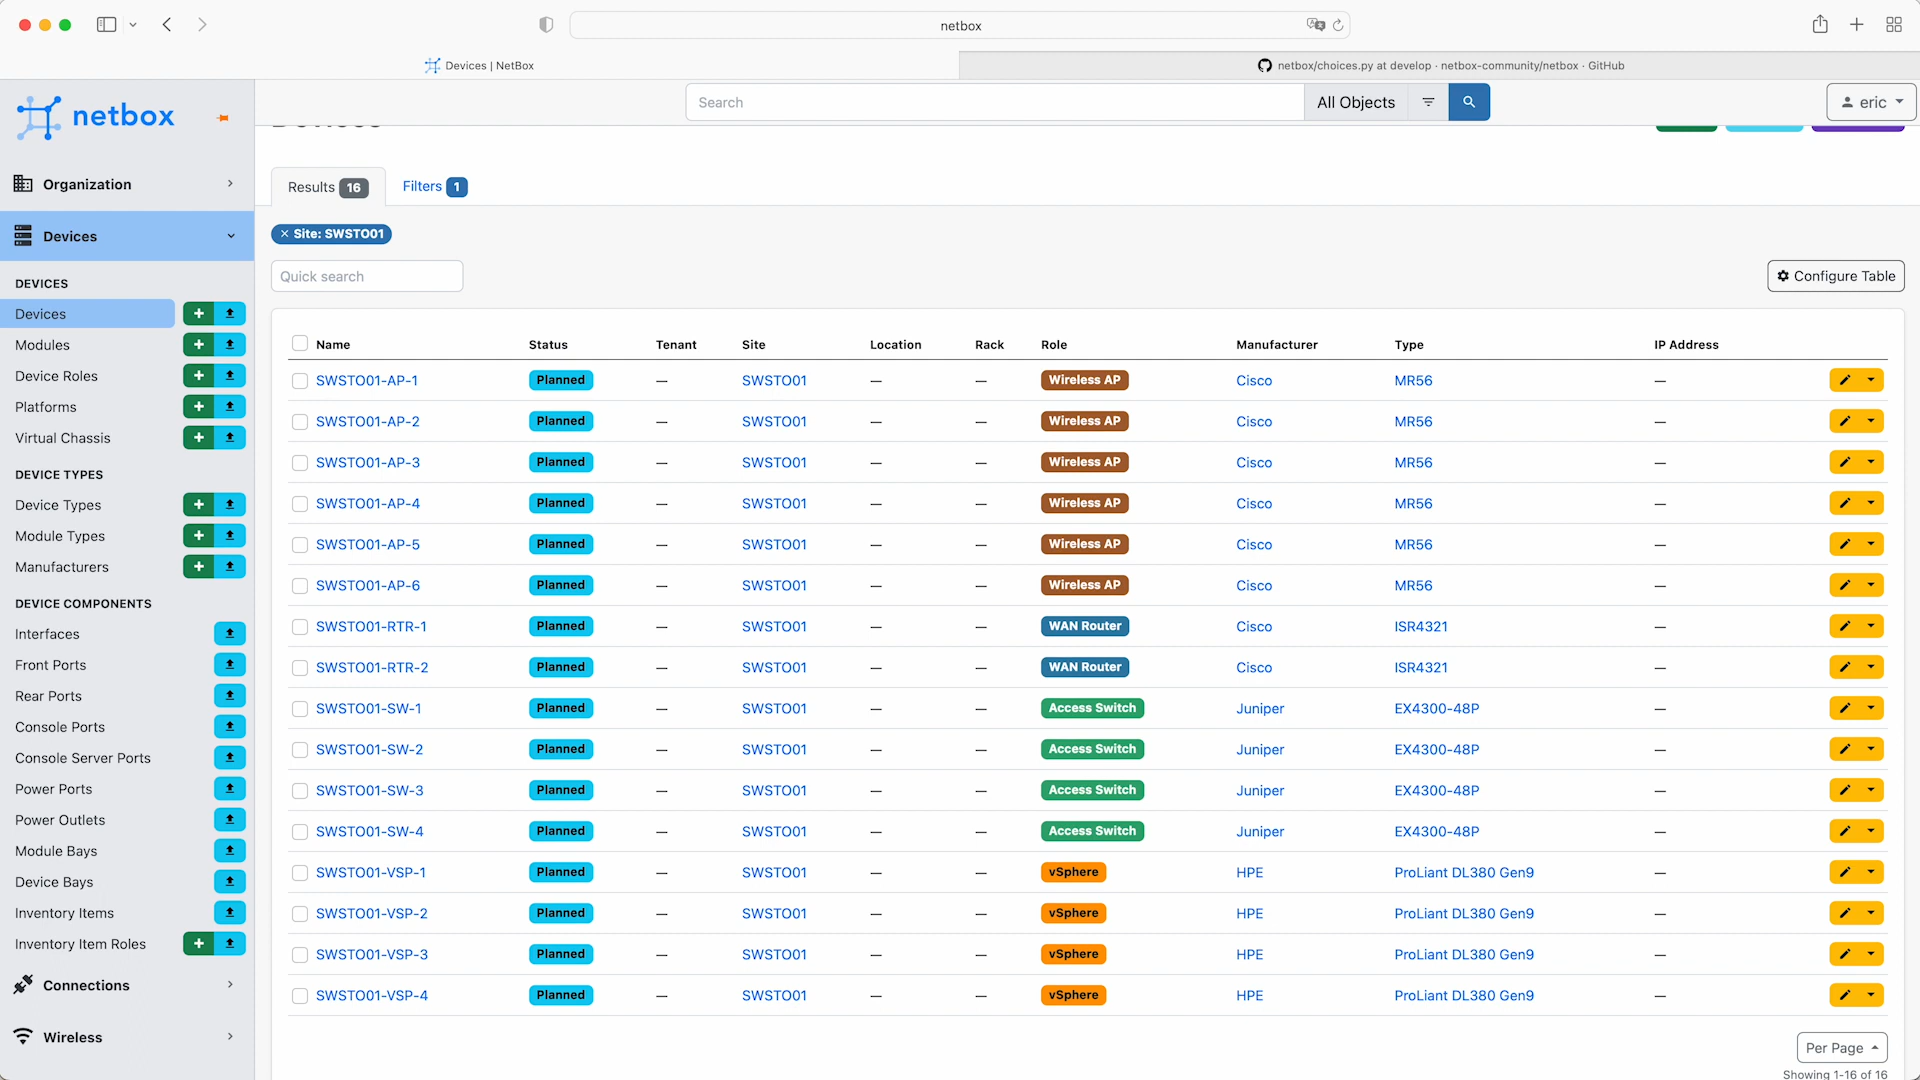 netbox
Devices | NetBox
netbox/choices.py at develop · netbox-community/netbox · GitHub
netbox
Search
All Objects
eric
Devices
Organization
Results 16
Filters 1
Devices
× Site: SWSTO01
Quick search
Configure Table
DEVICES
Devices
Modules
Device Roles
Platforms
Virtual Chassis
DEVICE TYPES
Device Types
Module Types
Manufacturers
DEVICE COMPONENTS
Interfaces
Front Ports
Rear Ports
Console Ports
Console Server Ports
Power Ports
Power Outlets
Module Bays
Device Bays
Inventory Items
Inventory Item Roles
Connections
Wireless
Name Status Tenant Site Location Rack Role Manufacturer Type IP Address
SWSTO01-AP-1 Planned — SWSTO01 — — Wireless AP Cisco MR56 —
SWSTO01-AP-2 Planned — SWSTO01 — — Wireless AP Cisco MR56 —
SWSTO01-AP-3 Planned — SWSTO01 — — Wireless AP Cisco MR56 —
SWSTO01-AP-4 Planned — SWSTO01 — — Wireless AP Cisco MR56 —
SWSTO01-AP-5 Planned — SWSTO01 — — Wireless AP Cisco MR56 —
SWSTO01-AP-6 Planned — SWSTO01 — — Wireless AP Cisco MR56 —
SWSTO01-RTR-1 Planned — SWSTO01 — — WAN Router Cisco ISR4321 —
SWSTO01-RTR-2 Planned — SWSTO01 — — WAN Router Cisco ISR4321 —
SWSTO01-SW-1 Planned — SWSTO01 — — Access Switch Juniper EX4300-48P —
SWSTO01-SW-2 Planned — SWSTO01 — — Access Switch Juniper EX4300-48P —
SWSTO01-SW-3 Planned — SWSTO01 — — Access Switch Juniper EX4300-48P —
SWSTO01-SW-4 Planned — SWSTO01 — — Access Switch Juniper EX4300-48P —
SWSTO01-VSP-1 Planned — SWSTO01 — — vSphere HPE ProLiant DL380 Gen9 —
SWSTO01-VSP-2 Planned — SWSTO01 — — vSphere HPE ProLiant DL380 Gen9 —
SWSTO01-VSP-3 Planned — SWSTO01 — — vSphere HPE ProLiant DL380 Gen9 —
SWSTO01-VSP-4 Planned — SWSTO01 — — vSphere HPE ProLiant DL380 Gen9 —
Per Page
Showing 1-16 of 16